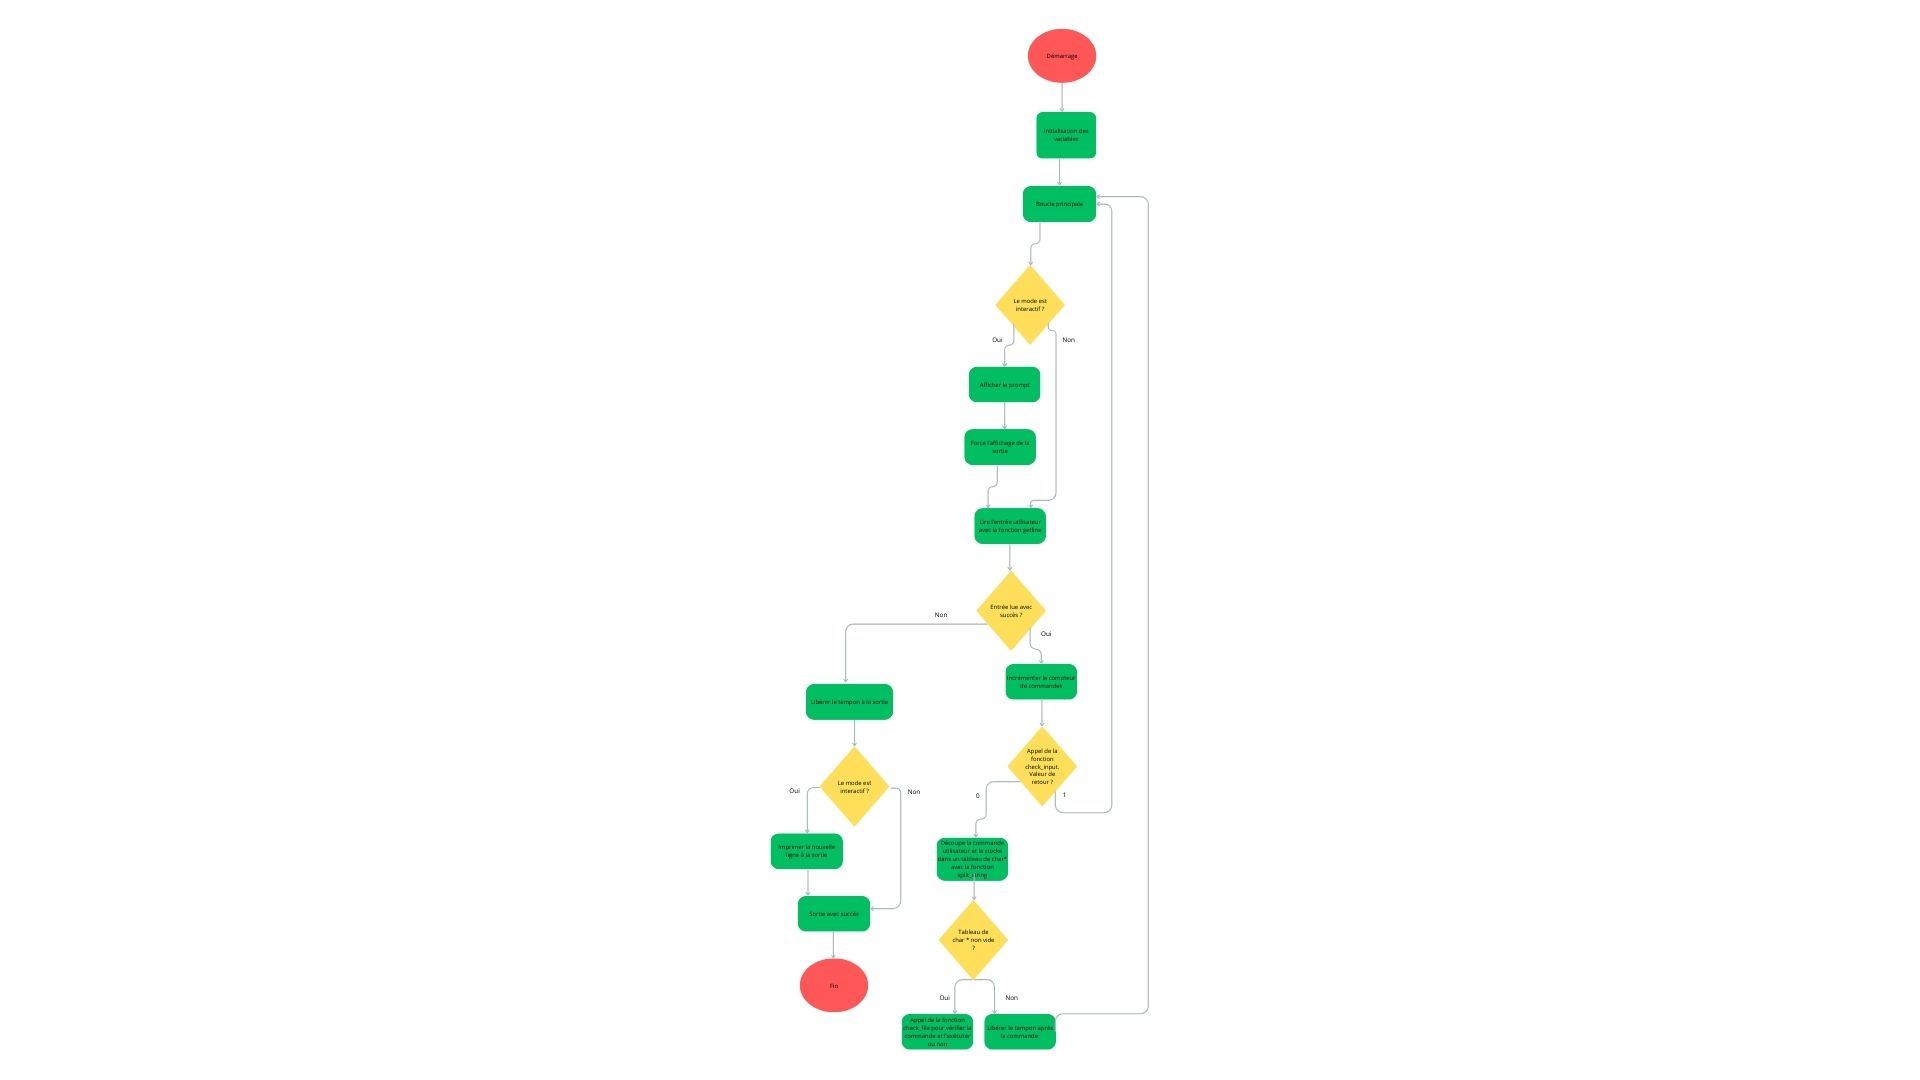 Démarrage
Initialisation des
variables
Boucle principale
Le mode est
interactif ?
Oui
Non
Afficher le prompt
Force l'affichage de la
sortie
Lire l'entrée utilisateur
avec la fonction getline
Entrée lue avec
succès ?
Non
Oui
Incrémenter le compteur
de commandes
Libérer le tampon à la sortie
Appel de la
fonction
check_input.
Valeur de
retour ?
Le mode est
interactif ?
Oui
Non
0
1
Imprimer la nouvelle
ligne à la sortie
Découpe la commande
utilisateur et la stocke
dans un tableau de char*
avec la fonction
split_string
Sortie avec succès
Tableau de
char * non vide
?
Fin
Oui
Non
Appel de la fonction
check_file pour vérifier la
commande et l'exécuter
ou non
Libérer le tampon après
la commande